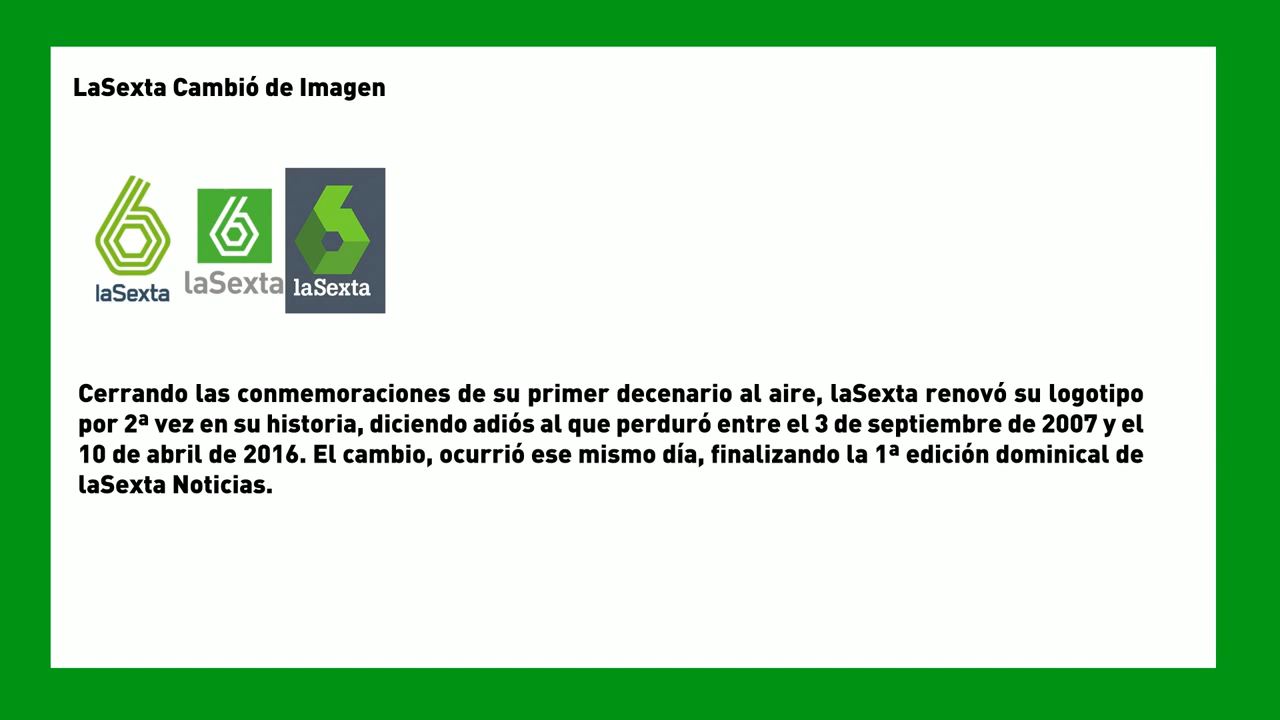 LaSexta Cambió de Imagen
laSexta
laSexta
laSexta
Cerrando las conmemoraciones de su primer decenario al aire, laSexta renovó su logotipo
por 2ª vez en su historia, diciendo adiós al que perduró entre el 3 de septiembre de 2007 y el
10 de abril de 2016. El cambio, ocurrió ese mismo día, finalizando la 1ª edición dominical de
laSexta Noticias.